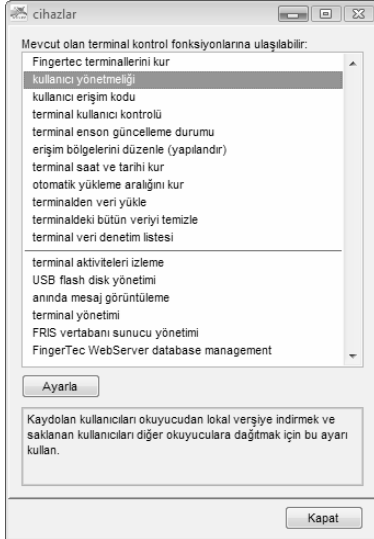 cihazlar
Mevcut olan terminal kontrol fonksiyonlarına ulaşılabilir:
Fingertec terminallerini kur
kullanıcı yönetmeliği
kullanıcı erişim kodu
terminal kullanıcı kontrolü
terminal enson güncelleme durumu
erişim bölgelerini düzenle (yapılandır)
terminal saat ve tarihi kur
otomatik yükleme aralığını kur
terminalden veri yükle
terminaldeki bütün veriyi temizle
terminal veri denetim listesi
terminal aktiviteleri izleme
USB flash disk yönetimi
anında mesaj görüntüleme
terminal yönetimi
FRIS vertabanı sunucu yönetimi
FingerTec WebServer database management
Ayarla
Kaydolan kullanıcıları okuyucudan lokal verşiye indirmek ve
saklanan kullanıcıları diğer okuyuculara dağıtmak için bu ayarı
kullan.
Kapat